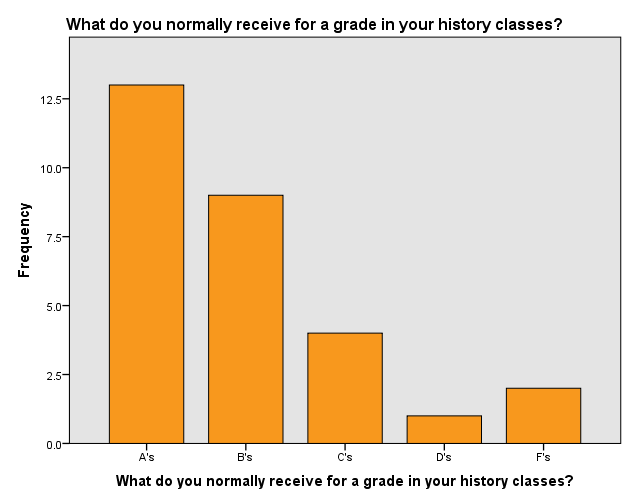 What do you normally receive for a grade in your history classes?
12.5
10.0
7.5
5.0
2.5
0.0
Frequency
A's B's C's D's F's
What do you normally receive for a grade in your history classes?